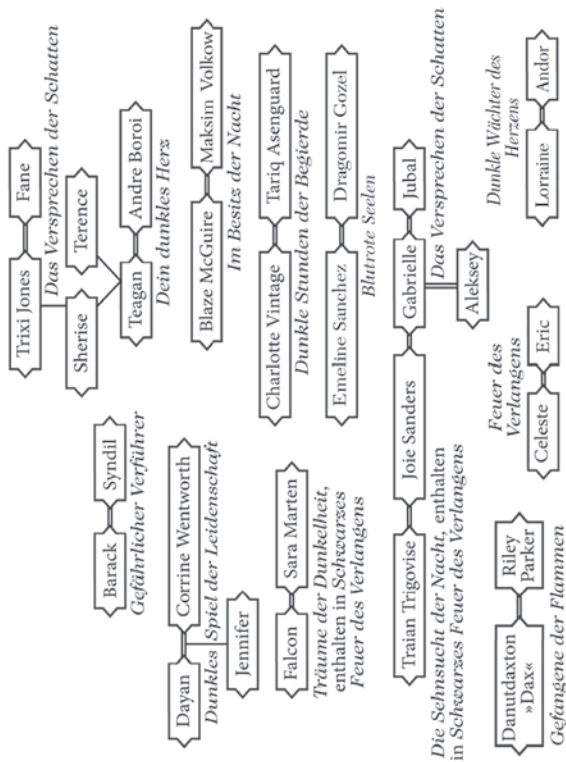 Barack Syndil
Gefährlicher Verführer
Dayan Corrine Wentworth
Dunkles Spiel der Leidenschaft
Jennifer
Falcon Sara Marten
Träume der Dunkelheit,
enthalten in Schwarzes
Feuer des Verlangens
Traian Trigovise Joie Sanders Gabrielle Jubal
Die Sehnsucht der Nacht, enthalten
in Schwarzes Feuer des Verlangens
Das Versprechen der Schatten
Aleksey
Danutdaxton
»Dax«
Riley
Parker
Gefangene der Flammen
Feuer des
Verlangens
Celeste Eric
Dunkle Wächter des
Herzens
Lorraine Andor
Trixi Jones Fane
Das Versprechen der Schatten
Sherise Terence
Teagan Andre Boroi
Dein dunkles Herz
Blaze McGuire Maksim Volkow
Im Besitz der Nacht
Charlotte Vintage Tariq Asenguard
Dunkle Stunden der Begierde
Emeline Sanchez Dragomir Gozel
Blutrote Seelen